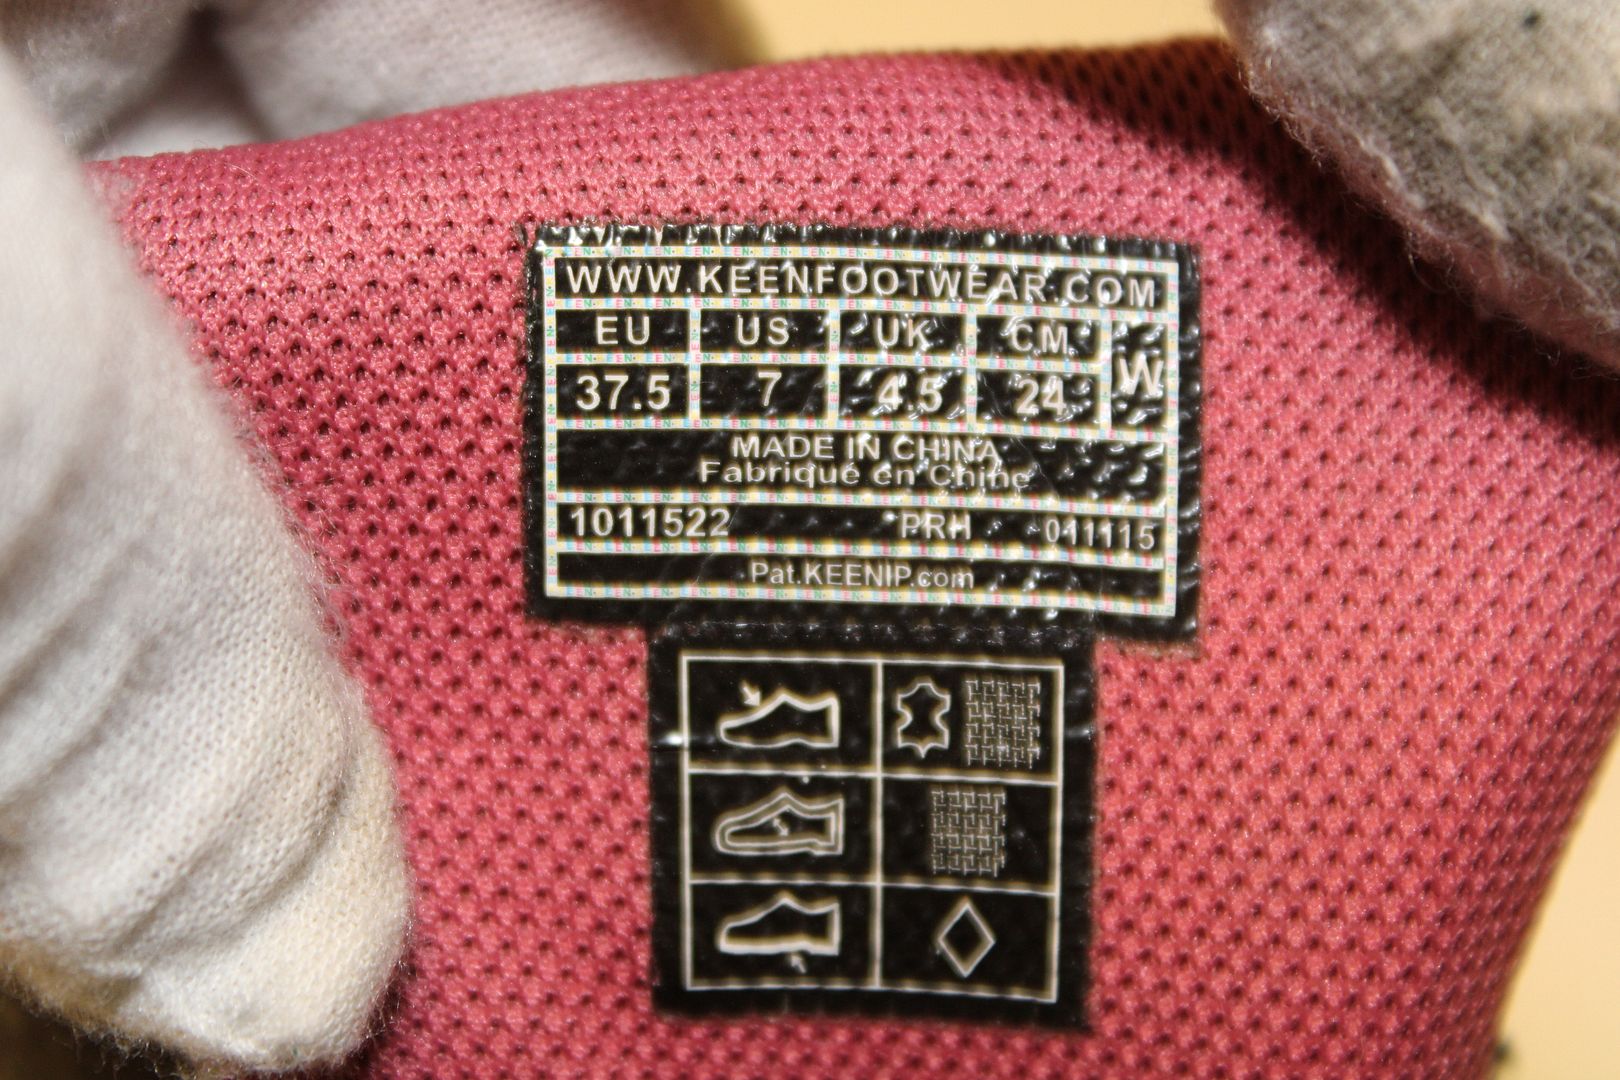 WWW.KEENFOOTWEAR.COM
EU US UK CM W
37.5 7 4.5 24
MADE IN CHINA
Fabriqué en Chine
1011522 PRH 041115
Pat.KEENIP.com